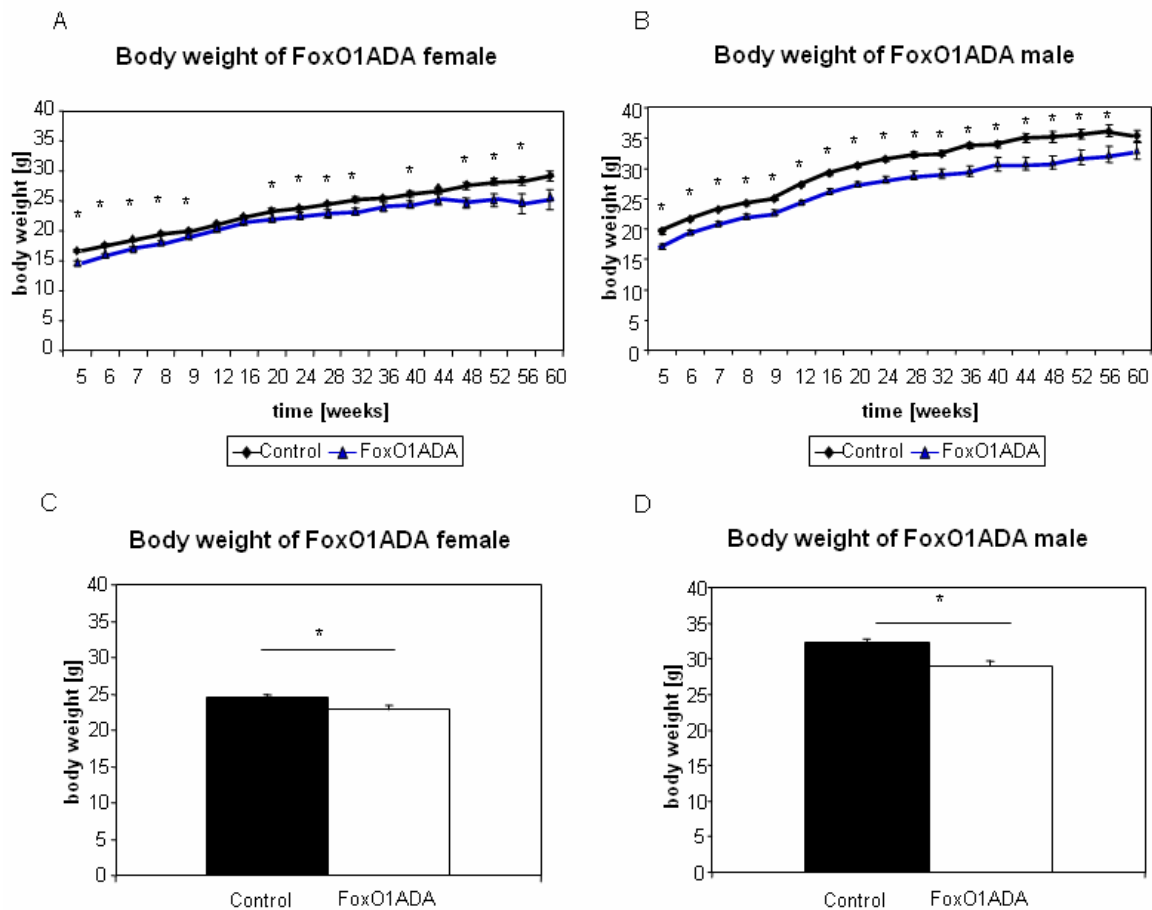 A
Body weight of FoxO1ADA female
body weight [g]
40
35
30
25
20
15
10
5
0
* * * * * * * * * * * * *
5 6 7 8 9 12 16 20 24 28 32 36 40 44 48 52 56 60
time [weeks]
Control FoxO1ADA
B
Body weight of FoxO1ADA male
body weight [g]
40
35
30
25
20
15
10
5
0
* * * * * * * * * * * * * * * * *
5 6 7 8 9 12 16 20 24 28 32 36 40 44 48 52 56 60
time [weeks]
Control FoxO1ADA
C
Body weight of FoxO1ADA female
body weight [g]
40
35
30
25
20
15
10
5
0
*
Control FoxO1ADA
D
Body weight of FoxO1ADA male
body weight [g]
40
35
30
25
20
15
10
5
0
*
Control FoxO1ADA